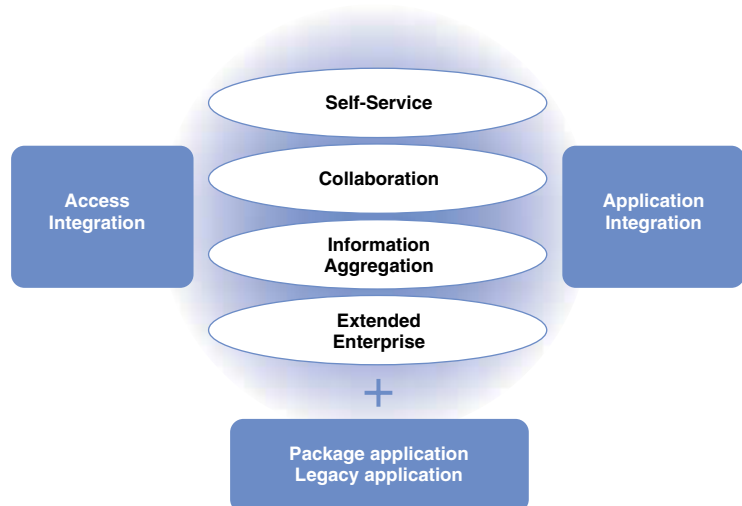 Self-Service
Collaboration
Access
Integration
Application
Integration
Information
Aggregation
Extended
Enterprise
+
Package application
Legacy application